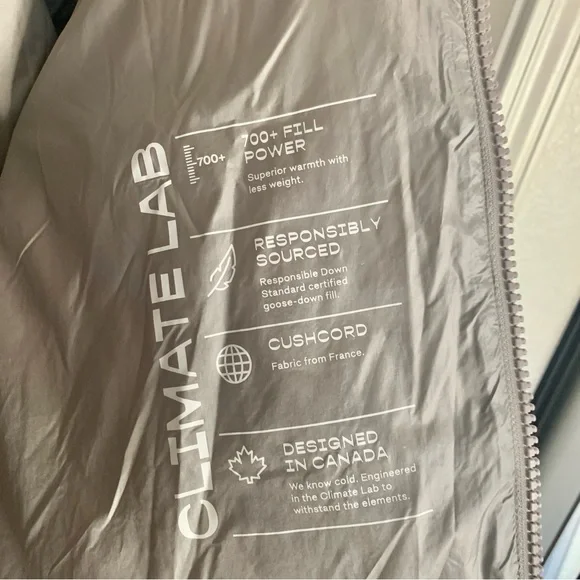 CLIMATE LAB
700+
700+ FILL
POWER
Superior warmth with
less weight.
RESPONSIBLY
SOURCED
Responsible Down
Standard certified
goose-down fill.
CUSHCORD
Fabric from France.
DESIGNED
IN CANADA
We know cold. Engineered
in the Climate Lab to
withstand the elements.